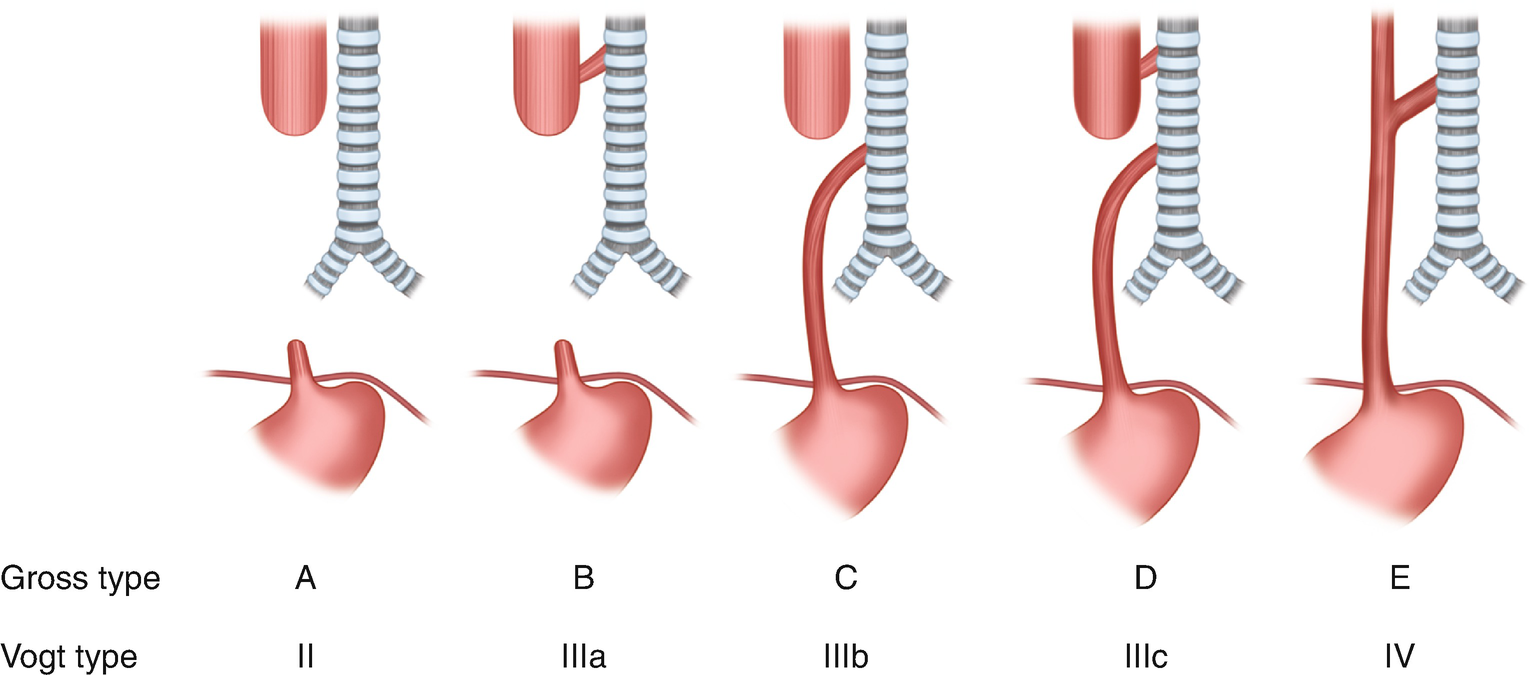 Gross type A B C D E
Vogt type II IIIa IIIb IIIc IV